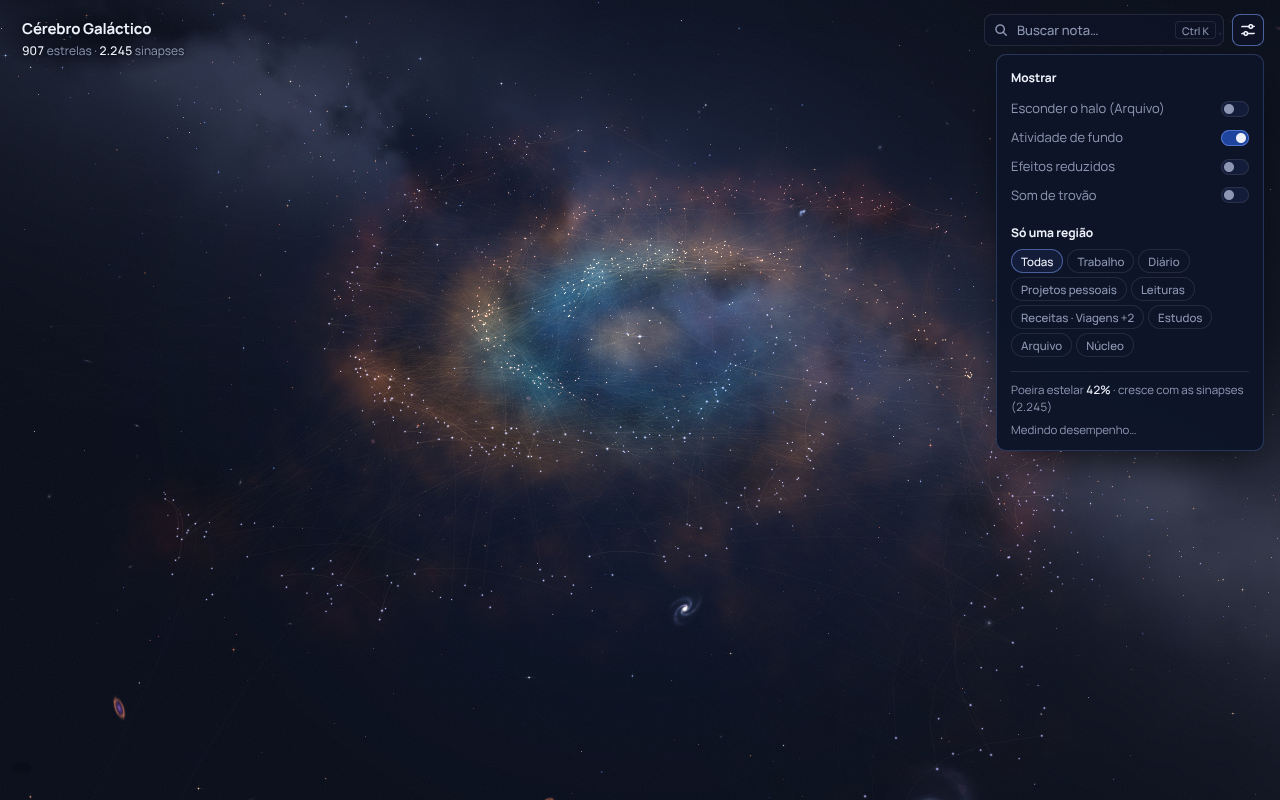 Cérebro Galáctico
907 estrelas · 2.245 sinapses
Buscar nota...
Ctrl K
Mostrar
Esconder o halo (Arquivo)
Atividade de fundo
Efeitos reduzidos
Som de trovão
Só uma região
Todas
Trabalho
Diário
Projetos pessoais
Leituras
Receitas · Viagens +2
Estudos
Arquivo
Núcleo
Poeira estelar 42% · cresce com as sinapses
(2.245)
Medindo desempenho...